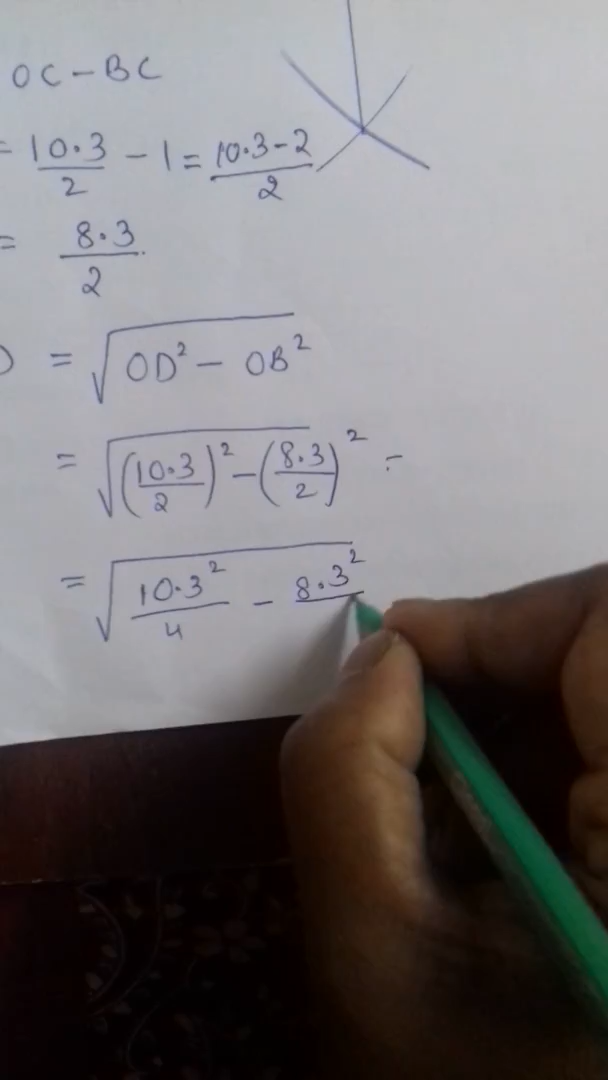 OC - BC
= 10.3/2 - 1 = 10.3-2/2
= 8.3/2
D = √OD² - OB²
= √(10.3/2)² - (8.3/2)² =
= √10.3²/4 - 8.3²